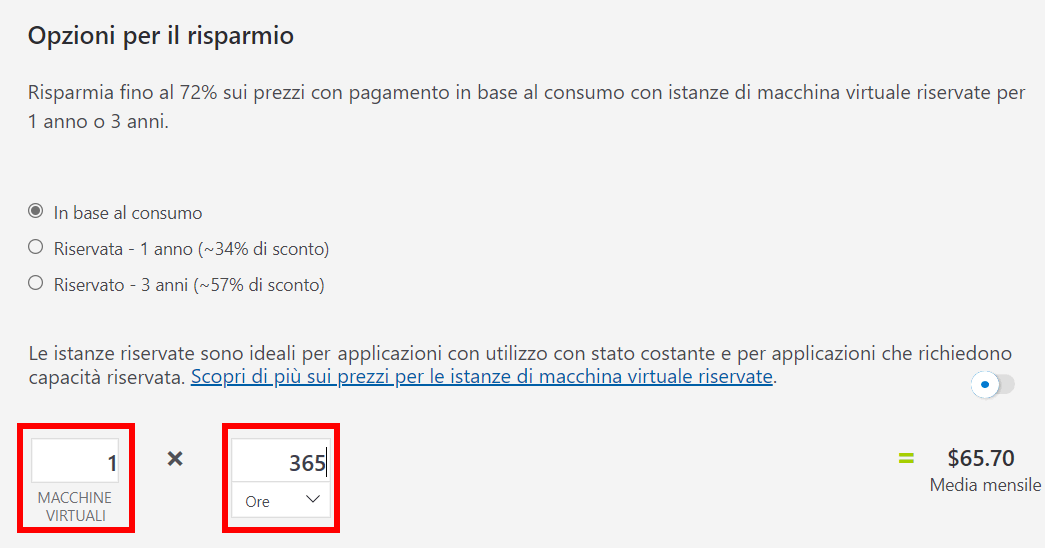 Opzioni per il risparmio
Risparmia fino al 72% sui prezzi con pagamento in base al consumo con istanze di macchina virtuale riservate per
1 anno o 3 anni.
In base al consumo
Riservata - 1 anno (~34% di sconto)
Riservato - 3 anni (~57% di sconto)
Le istanze riservate sono ideali per applicazioni con utilizzo con stato costante e per applicazioni che richiedono
capacità riservata. Scopri di più sui prezzi per le istanze di macchina virtuale riservate.
1 × 365 = $65.70
MACCHINE
VIRTUALI
Ore
Media mensile